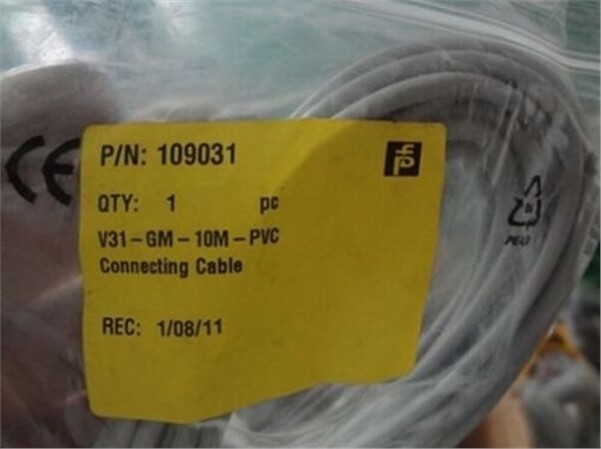 CE
P/N: 109031
QTY: 1 pc
V31-GM-10M-PVC
Connecting Cable
REC: 1/08/11